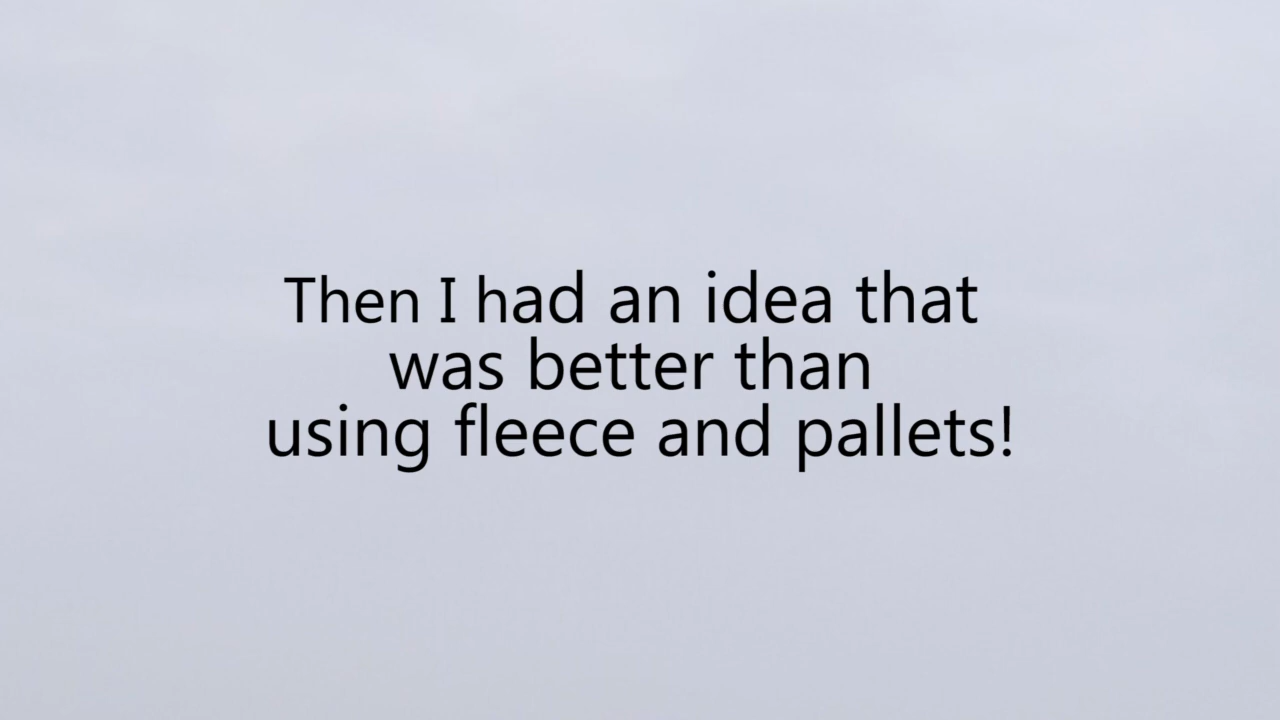 Then I had an idea that
was better than
using fleece and pallets!